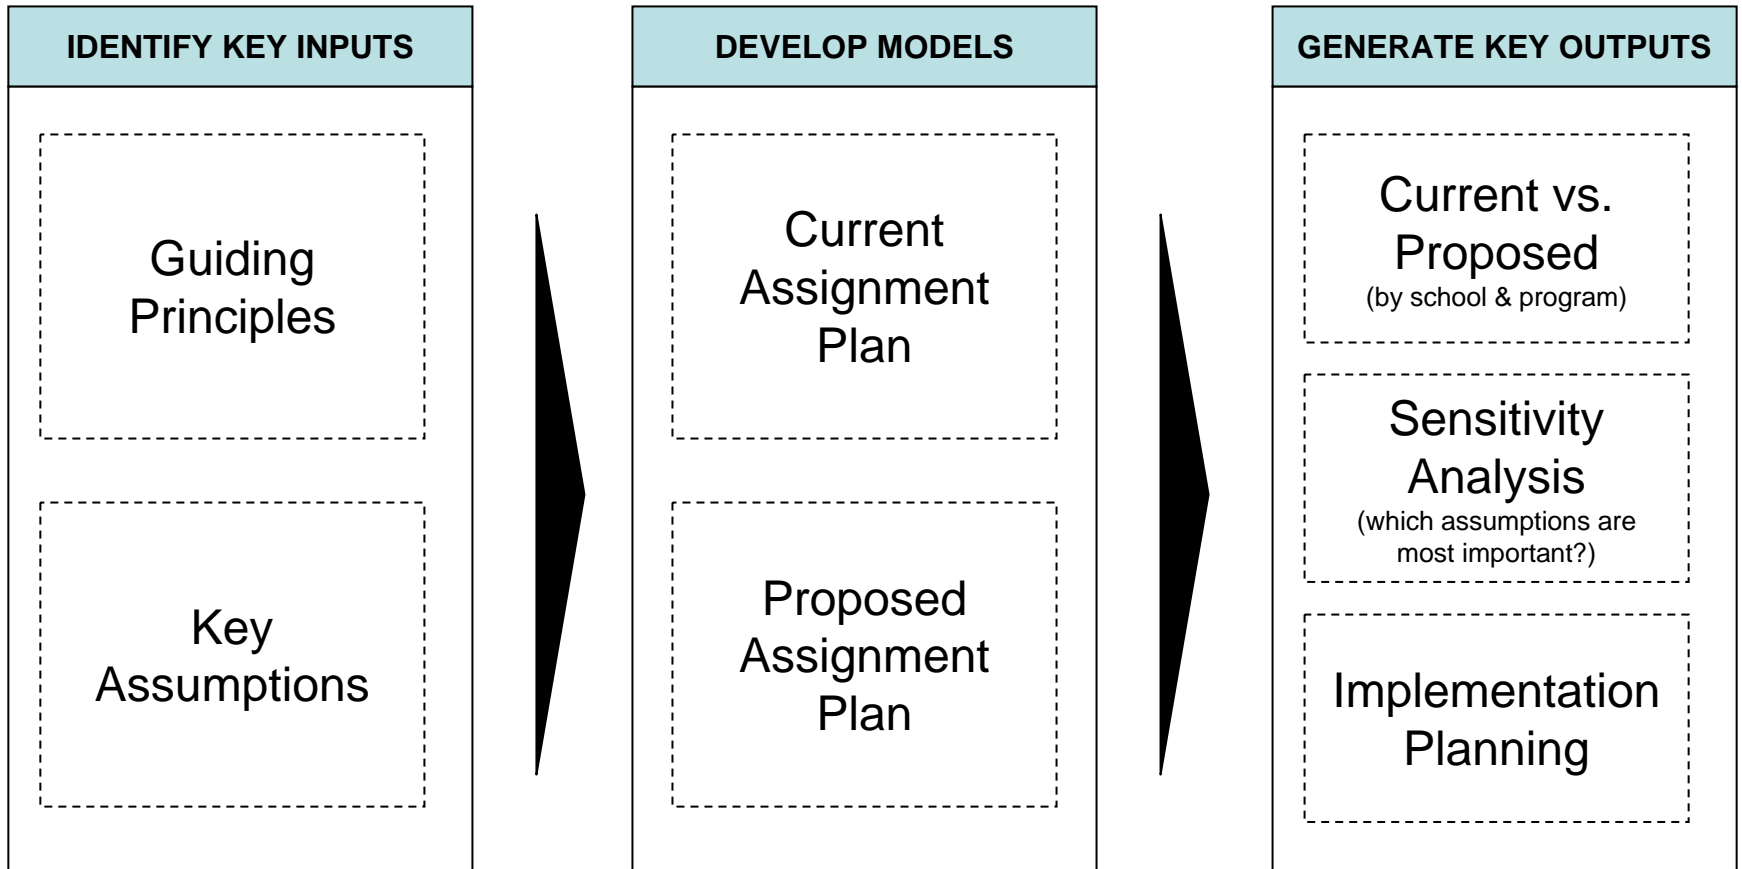 IDENTIFY KEY INPUTS
Guiding
Principles
Key
Assumptions
DEVELOP MODELS
Current
Assignment
Plan
Proposed
Assignment
Plan
GENERATE KEY OUTPUTS
Current vs.
Proposed
(by school & program)
Sensitivity
Analysis
(which assumptions are
most important?)
Implementation
Planning